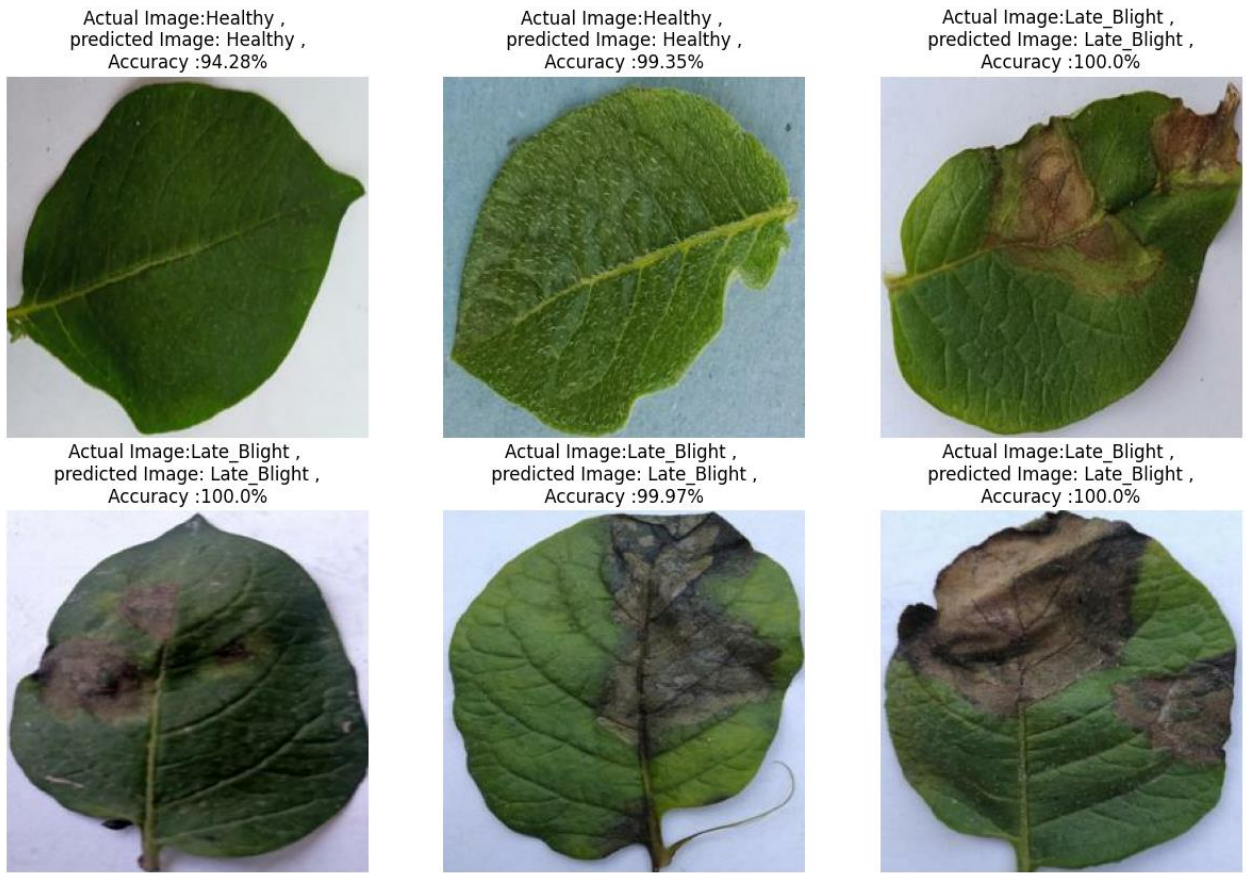 Actual Image:Healthy ,
predicted Image: Healthy ,
Accuracy :94.28%
Actual Image:Healthy ,
predicted Image: Healthy ,
Accuracy :99.35%
Actual Image:Late_Blight ,
predicted Image: Late_Blight ,
Accuracy :100.0%
Actual Image:Late_Blight ,
predicted Image: Late_Blight ,
Accuracy :100.0%
Actual Image:Late_Blight ,
predicted Image: Late_Blight ,
Accuracy :99.97%
Actual Image:Late_Blight ,
predicted Image: Late_Blight ,
Accuracy :100.0%